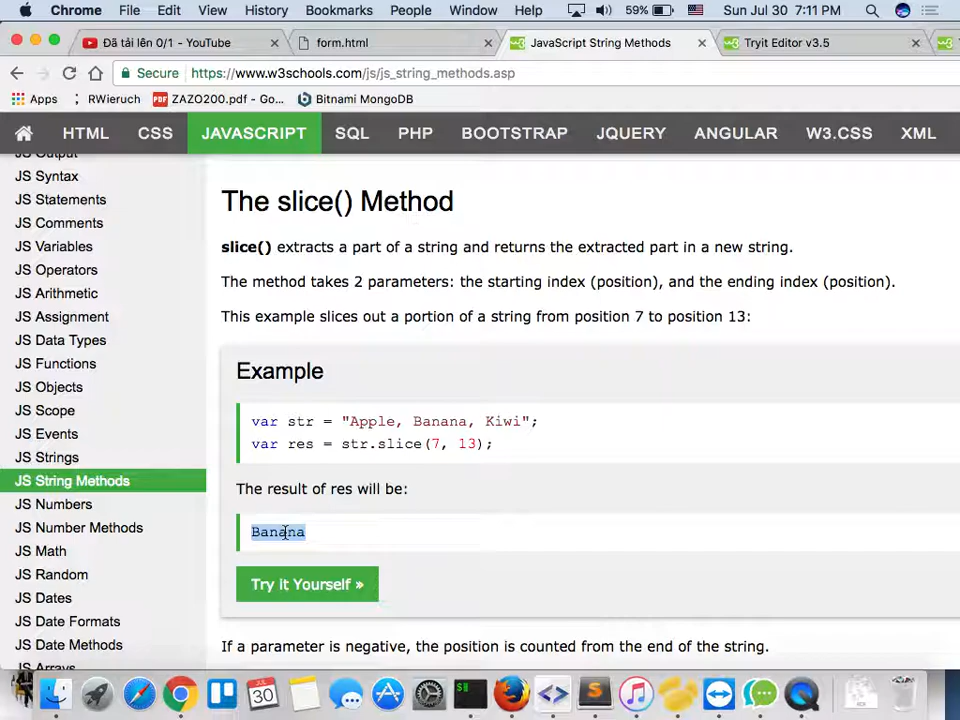 Chrome File Edit View History Bookmarks People Window Help 59% Sun Jul 30 7:11 PM
Đã tải lên 0/1 - YouTube form.html JavaScript String Methods Tryit Editor v3.5
Secure https://www.w3schools.com/js/js_string_methods.asp
Apps RWieruch ZAZO200.pdf - Go... Bitnami MongoDB
HTML CSS JAVASCRIPT SQL PHP BOOTSTRAP JQUERY ANGULAR W3.CSS XML
JS Output
JS Syntax
JS Statements
JS Comments
JS Variables
JS Operators
JS Arithmetic
JS Assignment
JS Data Types
JS Functions
JS Objects
JS Scope
JS Events
JS Strings
JS String Methods
JS Numbers
JS Number Methods
JS Math
JS Random
JS Dates
JS Date Formats
JS Date Methods
JS Arrays
The slice() Method
slice() extracts a part of a string and returns the extracted part in a new string.
The method takes 2 parameters: the starting index (position), and the ending index (position).
This example slices out a portion of a string from position 7 to position 13:
Example
var str = "Apple, Banana, Kiwi";
var res = str.slice(7, 13);
The result of res will be:
Banana
Try it Yourself »
If a parameter is negative, the position is counted from the end of the string.
30